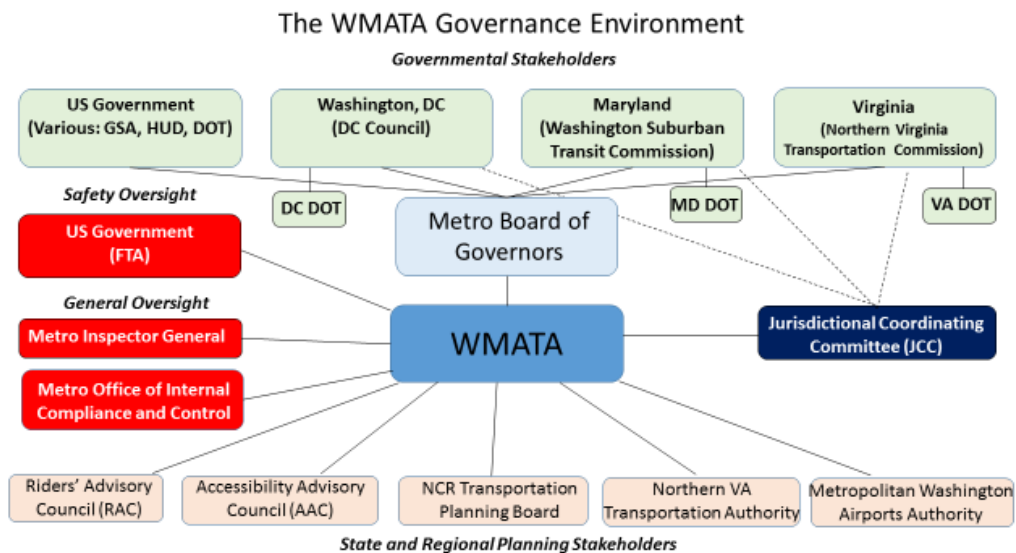 The WMATA Governance Environment
Governmental Stakeholders
US Government
(Various: GSA, HUD, DOT)
Washington, DC
(DC Council)
Maryland
(Washington Suburban
Transit Commission)
Virginia
(Northern Virginia
Transportation Commission)
DC DOT
MD DOT
VA DOT
Safety Oversight
US Government
(FTA)
Metro Board of
Governors
General Oversight
Metro Inspector General
WMATA
Jurisdictional Coordinating
Committee (JCC)
Metro Office of Internal
Compliance and Control
Riders' Advisory
Council (RAC)
Accessibility Advisory
Council (AAC)
NCR Transportation
Planning Board
Northern VA
Transportation Authority
Metropolitan Washington
Airports Authority
State and Regional Planning Stakeholders